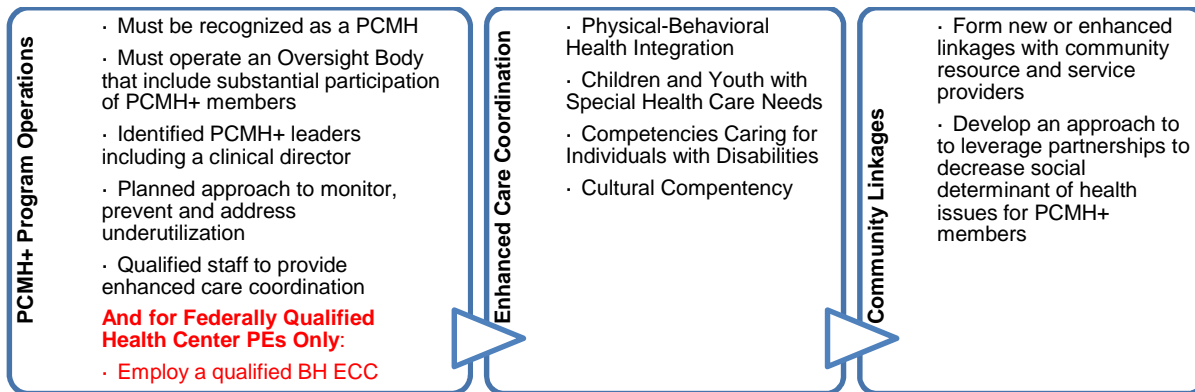 PCMH+ Program Operations
· Must be recognized as a PCMH
· Must operate an Oversight Body
that include substantial participation
of PCMH+ members
· Identified PCMH+ leaders
including a clinical director
· Planned approach to monitor,
prevent and address
underutilization
· Qualified staff to provide
enhanced care coordination
And for Federally Qualified
Health Center PEs Only:
· Employ a qualified BH ECC
Enhanced Care Coordination
· Physical-Behavioral
Health Integration
· Children and Youth with
Special Health Care Needs
· Competencies Caring for
Individuals with Disabilities
· Cultural Compentency
Community Linkages
· Form new or enhanced
linkages with community
resource and service
providers
· Develop an approach to
to leverage partnerships to
decrease social
determinant of health
issues for PCMH+
members